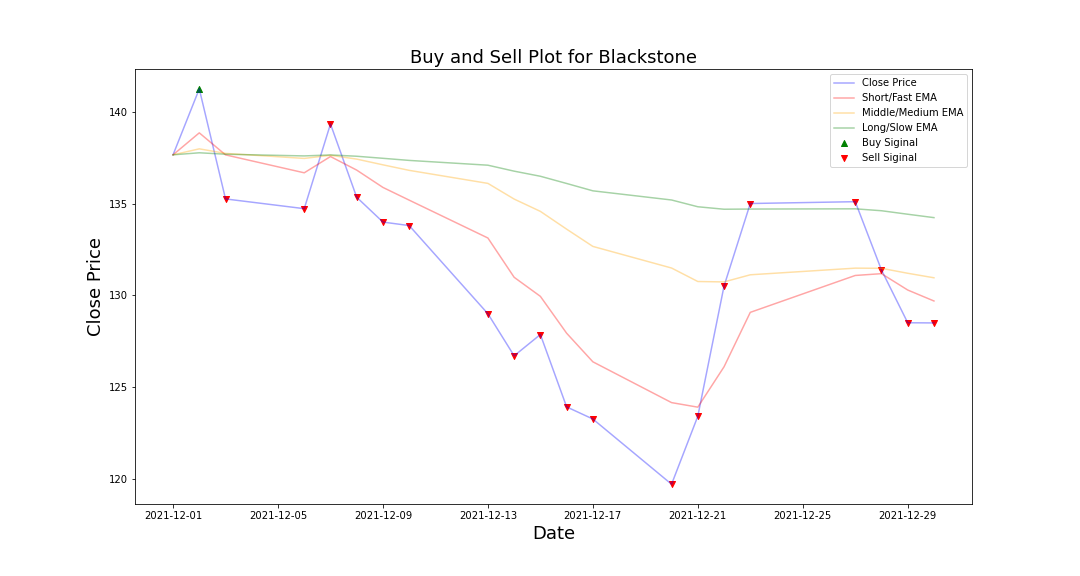 Buy and Sell Plot for Blackstone
Close Price
Short/Fast EMA
Middle/Medium EMA
Long/Slow EMA
Buy Siginal
Sell Siginal
140
135
130
125
120
Close Price
2021-12-01 2021-12-05 2021-12-09 2021-12-13 2021-12-17 2021-12-21 2021-12-25 2021-12-29
Date